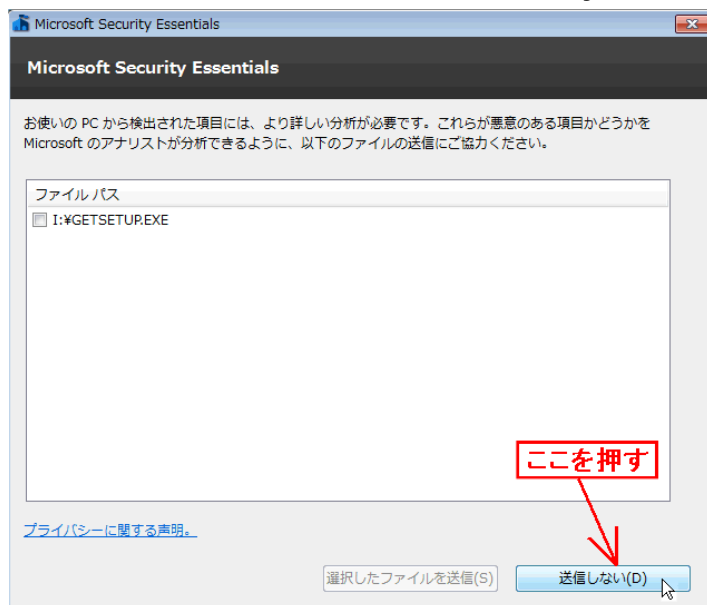 Microsoft Security Essentials
Microsoft Security Essentials
お使いの PC から検出された項目には、より詳しい分析が必要です。これらが悪意のある項目かどうかを
Microsoft のアナリストが分析できるように、以下のファイルの送信にご協力ください。
ファイル パス
I:¥GETSETUP.EXE
ここを押す
プライバシーに関する声明。
選択したファイルを送信(S)
送信しない(D)